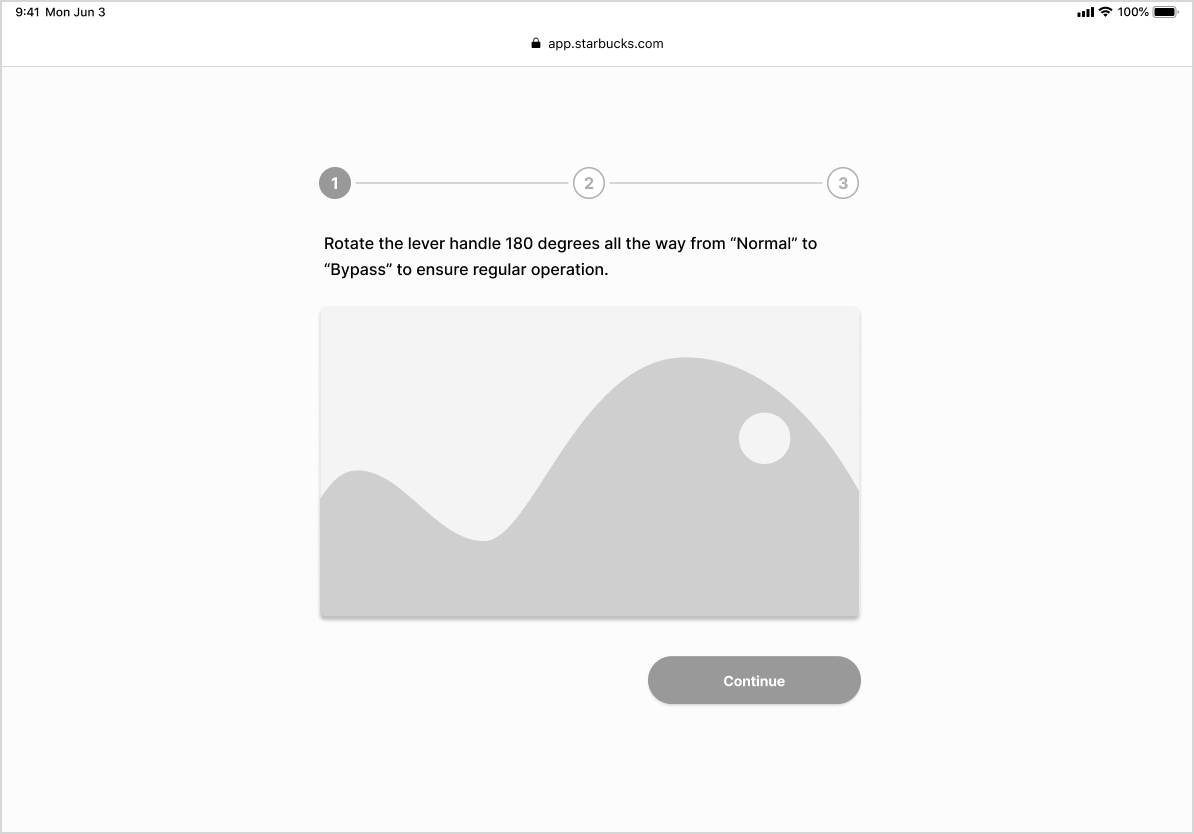 9:41 Mon Jun 3
100%
app.starbucks.com
1
2
3
Rotate the lever handle 180 degrees all the way from “Normal” to
“Bypass” to ensure regular operation.
Continue